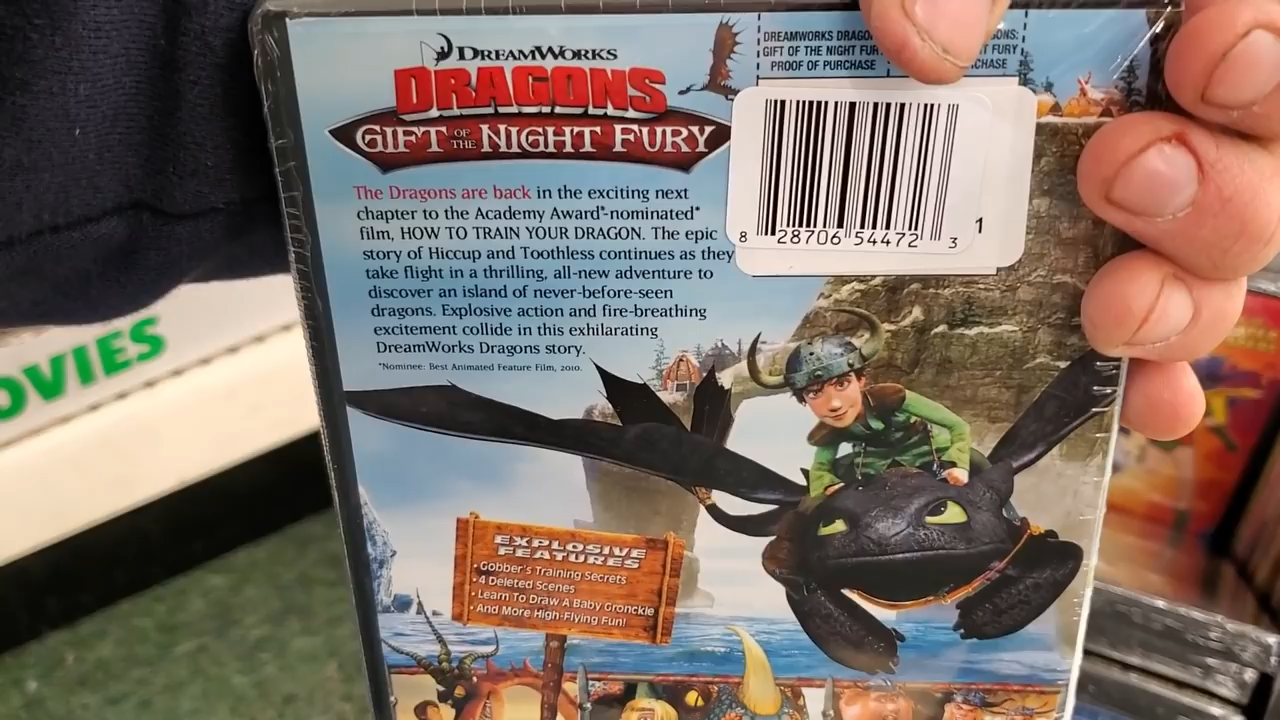 DREAMWORKS
DRAGONS
GIFT OF THE NIGHT FURY
DREAMWORKS DRAGONS:
GIFT OF THE NIGHT FURY
PROOF OF PURCHASE
The Dragons are back in the exciting next
chapter to the Academy Award®-nominated*
film, HOW TO TRAIN YOUR DRAGON. The epic
story of Hiccup and Toothless continues as they
take flight in a thrilling, all-new adventure to
discover an island of never-before-seen
dragons. Explosive action and fire-breathing
excitement collide in this exhilarating
DreamWorks Dragons story.
*Nominee: Best Animated Feature Film, 2010.
8 28706 54472 3
1
EXPLOSIVE
FEATURES
• Gobber's Training Secrets
• 4 Deleted Scenes
• Learn To Draw A Baby Gronckle
• And More High-Flying Fun!
OVIES